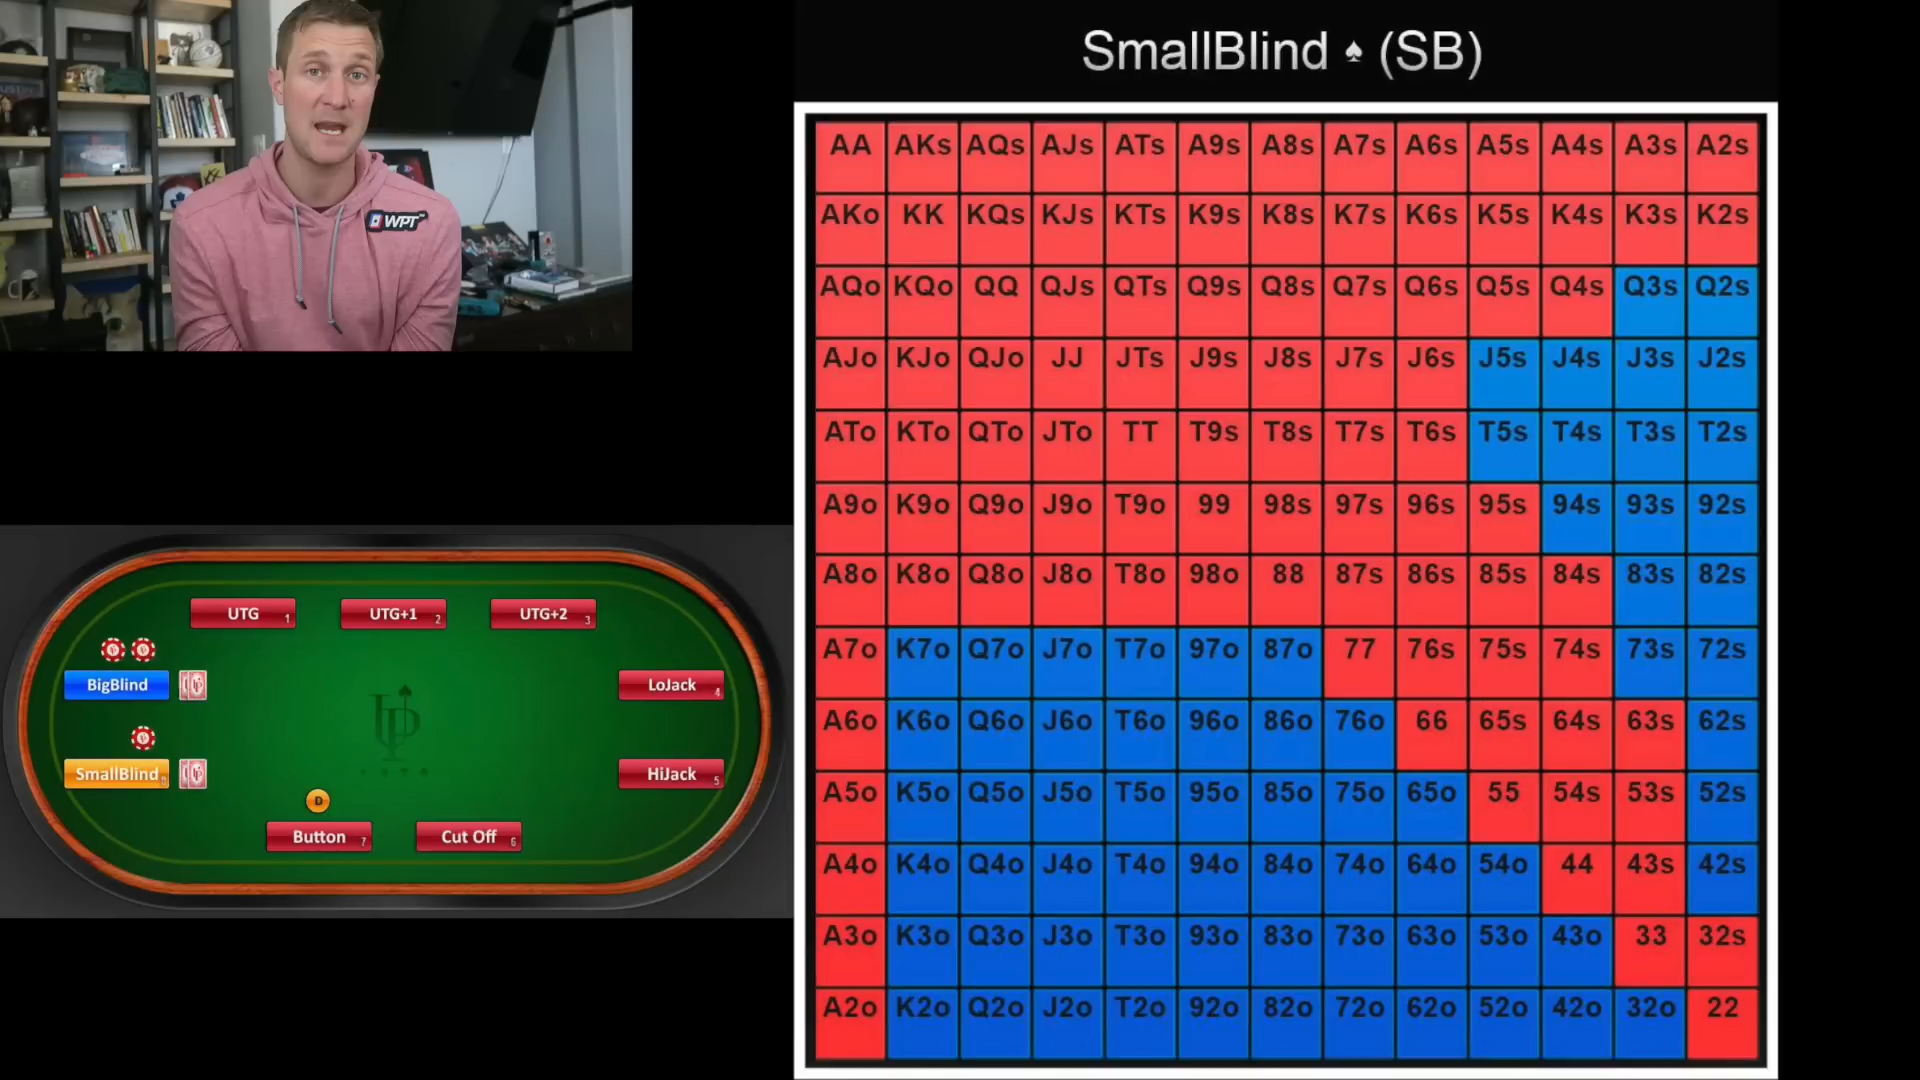 SmallBlind ♠ (SB)
WPT
AA AKs AQs AJs ATs A9s A8s A7s A6s A5s A4s A3s A2s
AKo KK KQs KJs KTs K9s K8s K7s K6s K5s K4s K3s K2s
AQo KQo QQ QJs QTs Q9s Q8s Q7s Q6s Q5s Q4s Q3s Q2s
AJo KJo QJo JJ JTs J9s J8s J7s J6s J5s J4s J3s J2s
ATo KTo QTo JTo TT T9s T8s T7s T6s T5s T4s T3s T2s
A9o K9o Q9o J9o T9o 99 98s 97s 96s 95s 94s 93s 92s
A8o K8o Q8o J8o T8o 98o 88 87s 86s 85s 84s 83s 82s
A7o K7o Q7o J7o T7o 97o 87o 77 76s 75s 74s 73s 72s
A6o K6o Q6o J6o T6o 96o 86o 76o 66 65s 64s 63s 62s
A5o K5o Q5o J5o T5o 95o 85o 75o 65o 55 54s 53s 52s
A4o K4o Q4o J4o T4o 94o 84o 74o 64o 54o 44 43s 42s
A3o K3o Q3o J3o T3o 93o 83o 73o 63o 53o 43o 33 32s
A2o K2o Q2o J2o T2o 92o 82o 72o 62o 52o 42o 32o 22
UTG 1
UTG+1 2
UTG+2 3
BigBlind
LoJack 4
SmallBlind 8
HiJack 5
D
Button 7
Cut Off 6